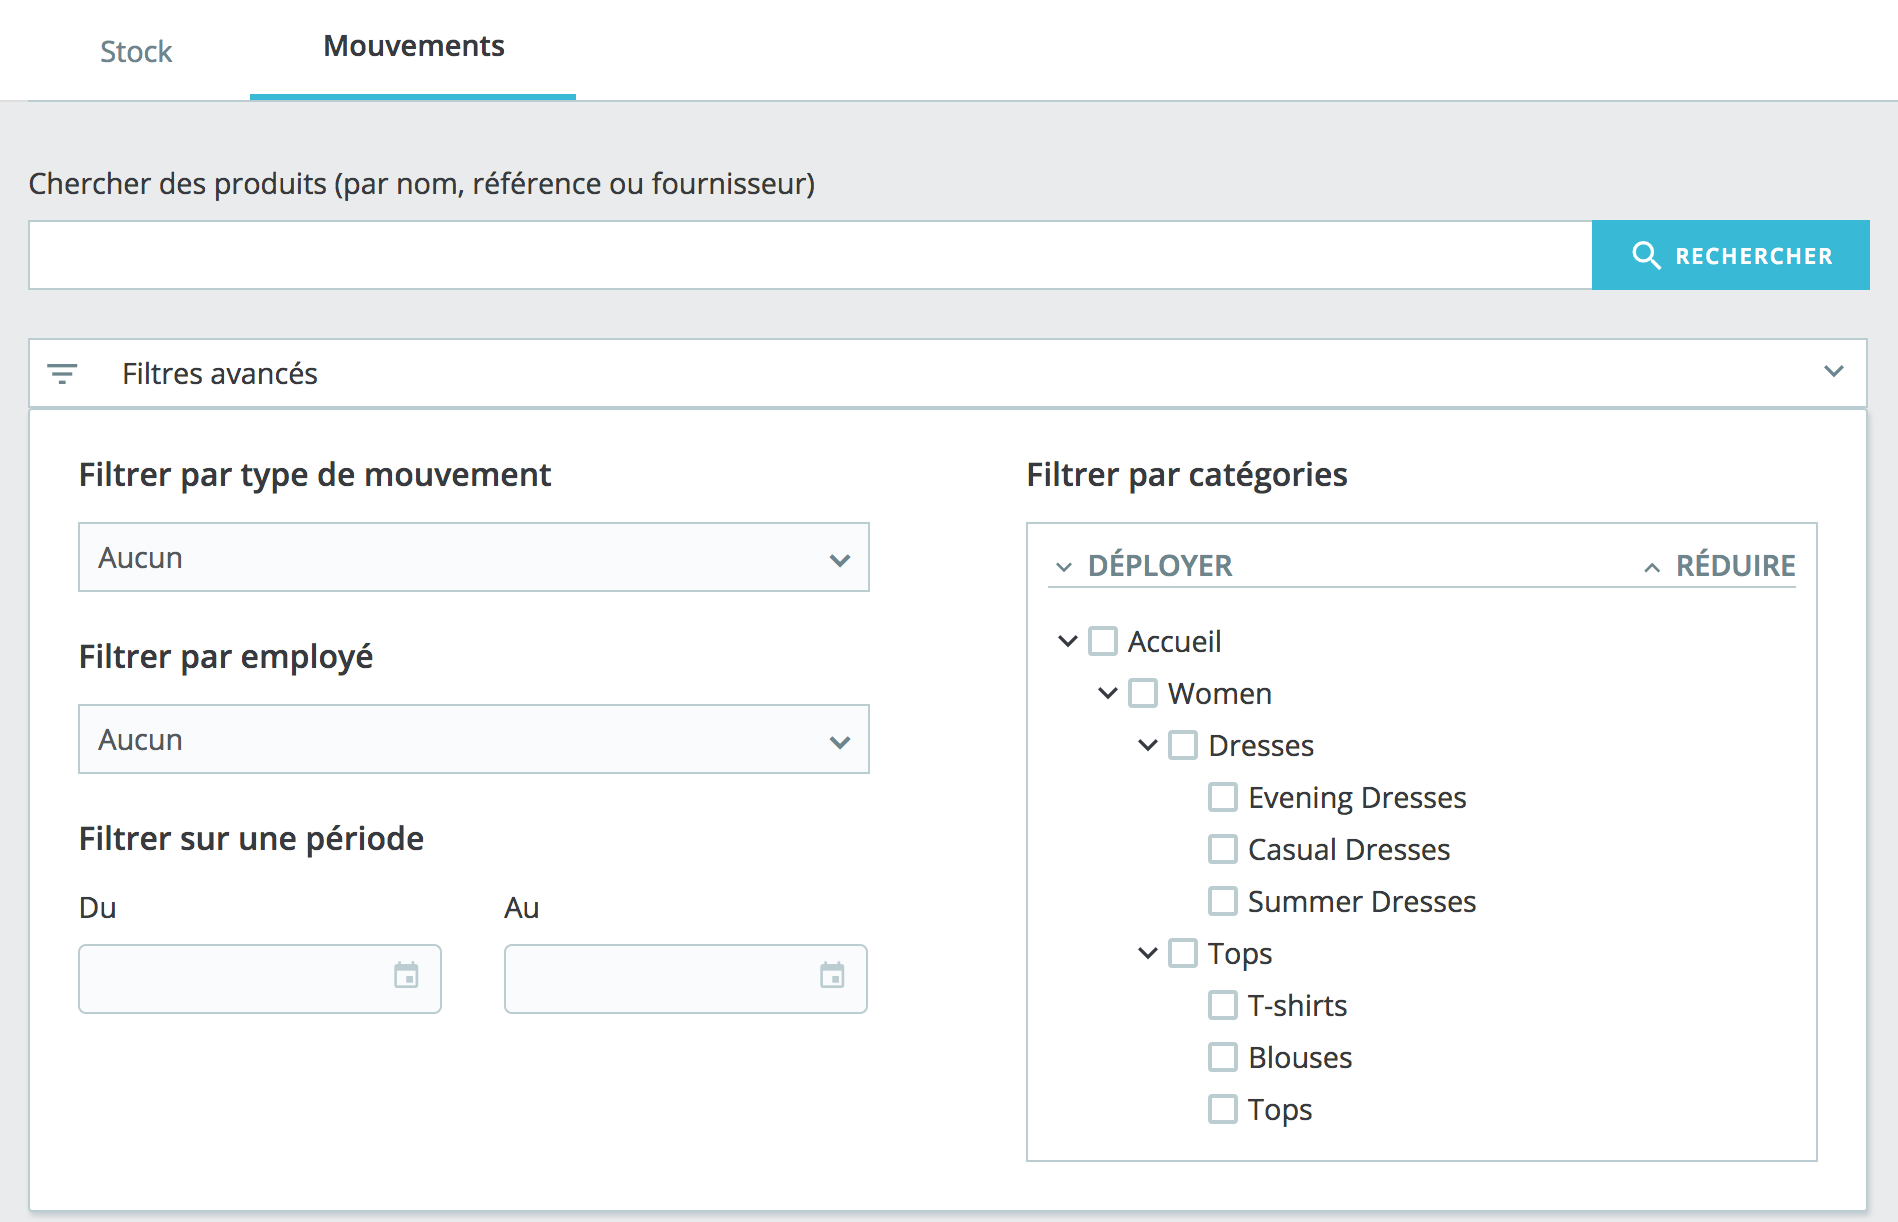 Stock
Mouvements
Chercher des produits (par nom, référence ou fournisseur)
RECHERCHER
Filtres avancés
Filtrer par type de mouvement
Aucun
Filtrer par employé
Aucun
Filtrer sur une période
Du
Au
Filtrer par catégories
DÉPLOYER
RÉDUIRE
Accueil
Women
Dresses
Evening Dresses
Casual Dresses
Summer Dresses
Tops
T-shirts
Blouses
Tops